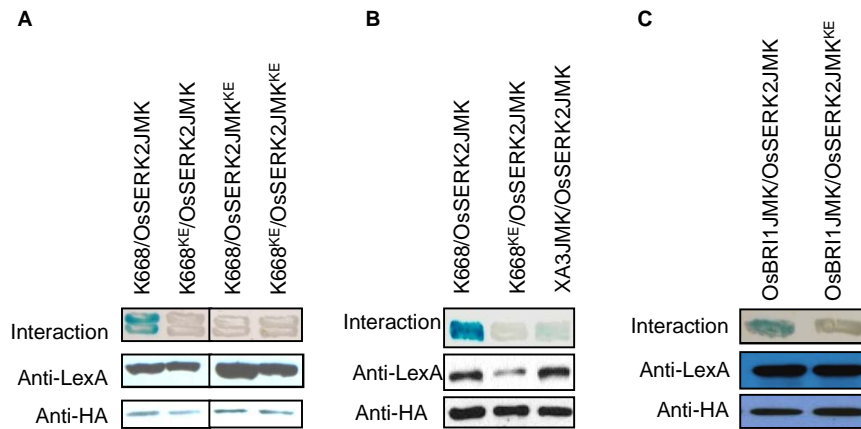 A
K668/OsSERK2JMK
K668KE/OsSERK2JMK
K668/OsSERK2JMKKE
K668KE/OsSERK2JMKKE
Interaction
Anti-LexA
Anti-HA
B
K668/OsSERK2JMK
K668KE/OsSERK2JMK
XA3JMK/OsSERK2JMK
Interaction
Anti-LexA
Anti-HA
C
OsBRI1JMK/OsSERK2JMK
OsBRI1JMK/OsSERK2JMKKE
Interaction
Anti-LexA
Anti-HA